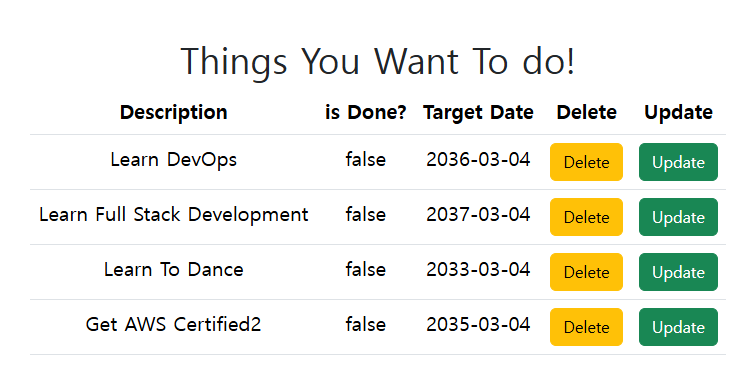 Things You Want To do!
Description is Done? Target Date Delete Update
Learn DevOps false 2036-03-04 Delete Update
Learn Full Stack Development false 2037-03-04 Delete Update
Learn To Dance false 2033-03-04 Delete Update
Get AWS Certified2 false 2035-03-04 Delete Update